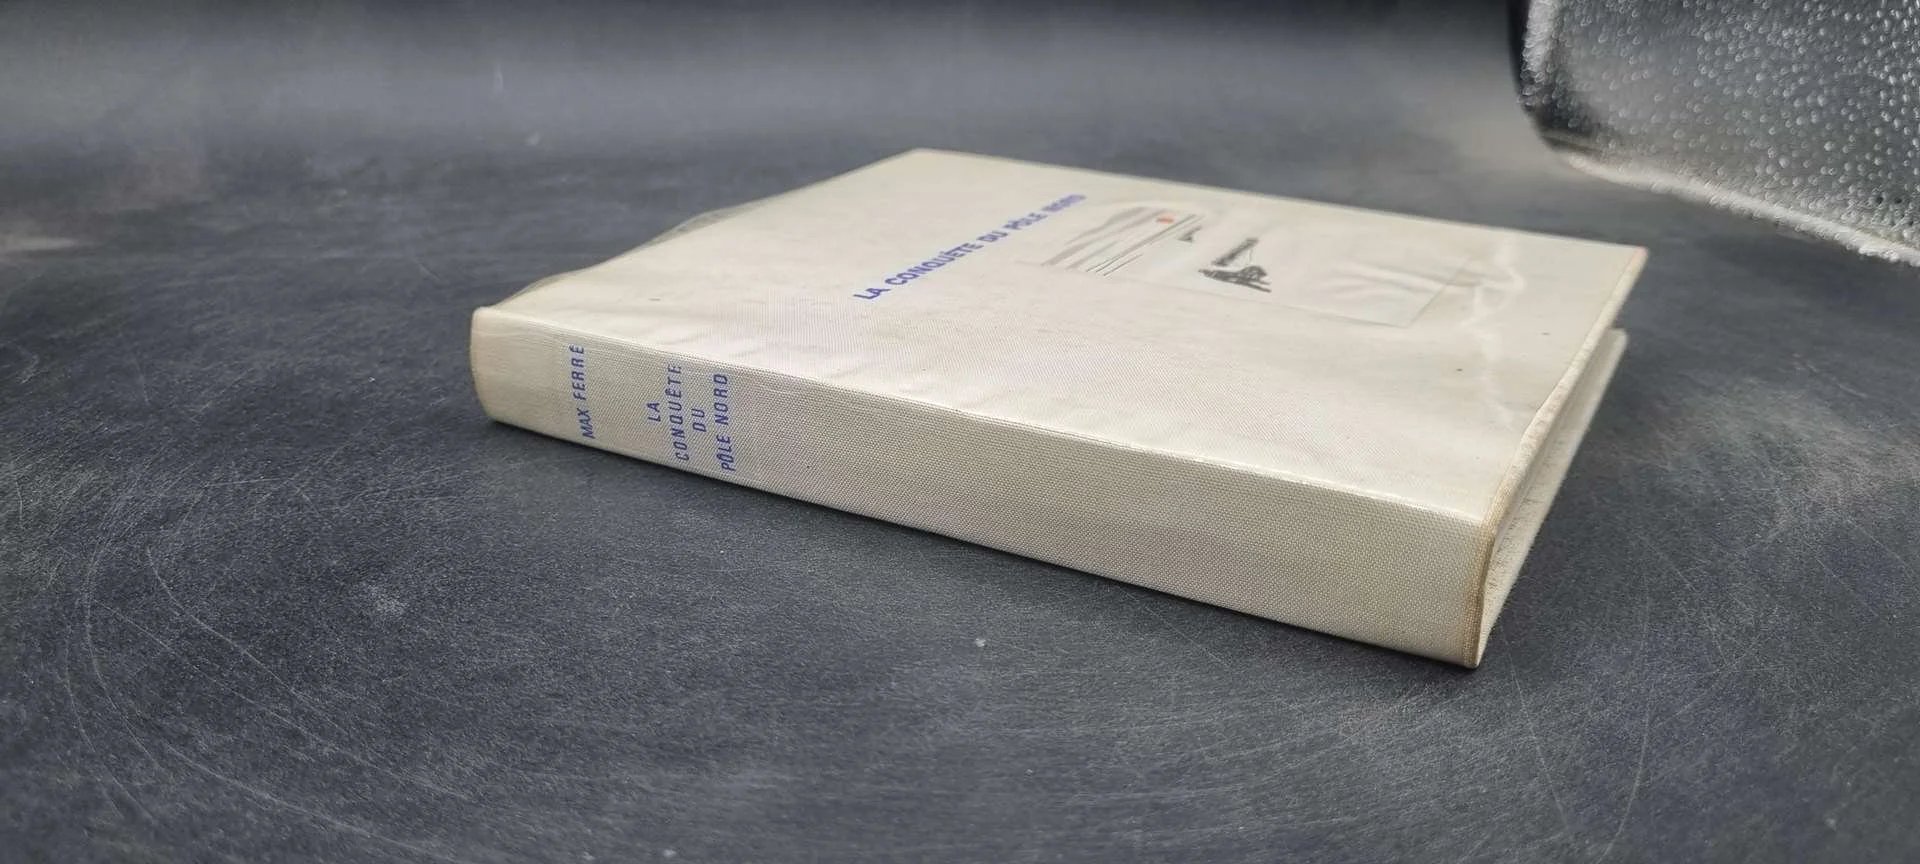 LA CONQUÊTE DU PÔLE NORD
MAX FERRÉ
LA
CONQUÊTE
DU
PÔLE NORD